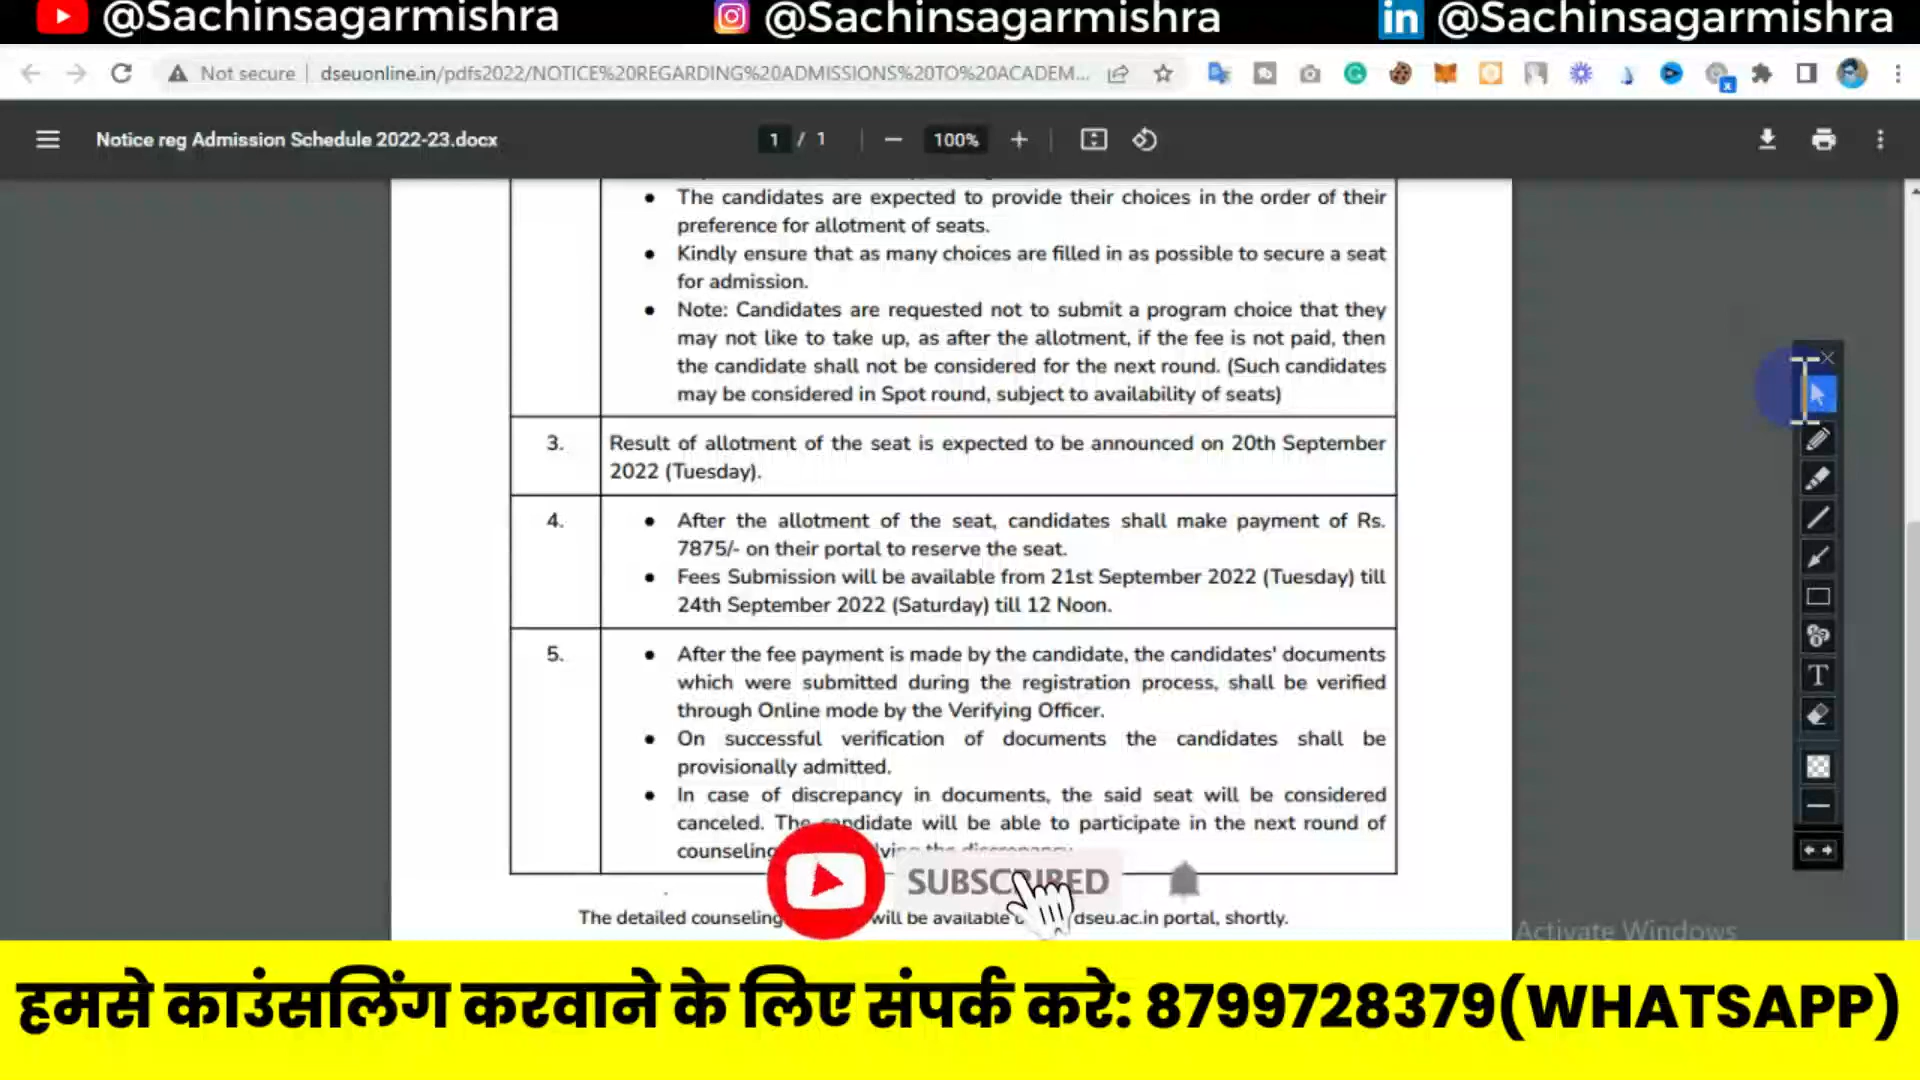 @Sachinsagarmishra @Sachinsagarmishra in @Sachinsagarmishra
Not secure dseuonline.in/pdfs2022/NOTICE%20REGARDING%20ADMISSIONS%20TO%20ACADEM...
Notice reg Admission Schedule 2022-23.docx 1 / 1 100%
The candidates are expected to provide their choices in the order of their
preference for allotment of seats.
Kindly ensure that as many choices are filled in as possible to secure a seat
for admission.
Note: Candidates are requested not to submit a program choice that they
may not like to take up, as after the allotment, if the fee is not paid, then
the candidate shall not be considered for the next round. (Such candidates
may be considered in Spot round, subject to availability of seats)
3. Result of allotment of the seat is expected to be announced on 20th September
2022 (Tuesday).
4. After the allotment of the seat, candidates shall make payment of Rs.
7875/- on their portal to reserve the seat.
Fees Submission will be available from 21st September 2022 (Tuesday) till
24th September 2022 (Saturday) till 12 Noon.
5. After the fee payment is made by the candidate, the candidates' documents
which were submitted during the registration process, shall be verified
through Online mode by the Verifying Officer.
On successful verification of documents the candidates shall be
provisionally admitted.
In case of discrepancy in documents, the said seat will be considered
canceled. The candidate will be able to participate in the next round of
counseling the discrepancy
SUBSCRIBED
The detailed counseling will be available dseu.ac.in portal, shortly.
Activate Windows
हमसे काउंसलिंग करवाने के लिए संपर्क करे: 8799728379(WHATSAPP)